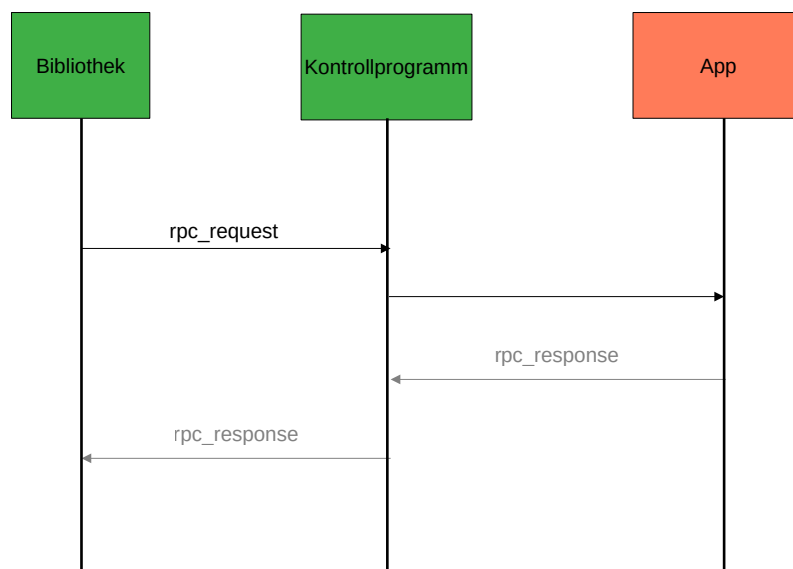 Bibliothek
Kontrollprogramm
App
rpc_request
rpc_response
rpc_response